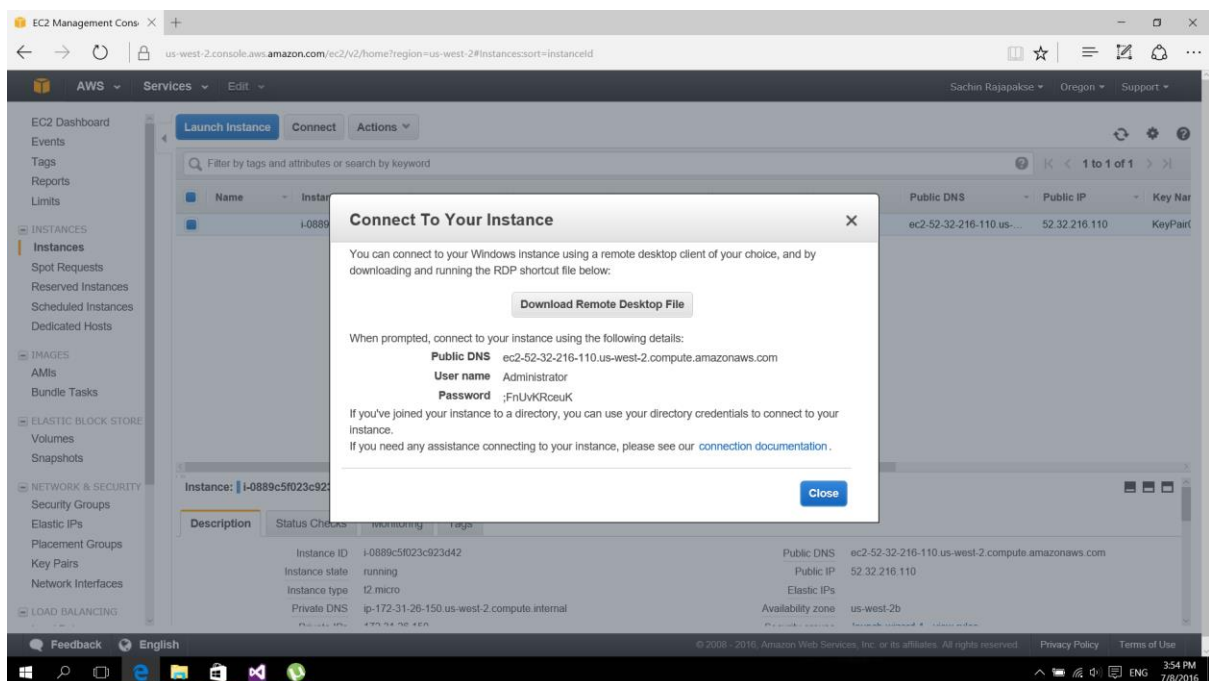 EC2 Management Cons
us-west-2.console.aws.amazon.com/ec2/v2/home?region=us-west-2#Instances:sort=instanceId
AWS Services Edit Sachin Rajapakse Oregon Support
EC2 Dashboard
Events
Tags
Reports
Limits
INSTANCES
Instances
Spot Requests
Reserved Instances
Scheduled Instances
Dedicated Hosts
IMAGES
AMIs
Bundle Tasks
ELASTIC BLOCK STORE
Volumes
Snapshots
NETWORK & SECURITY
Security Groups
Elastic IPs
Placement Groups
Key Pairs
Network Interfaces
LOAD BALANCING
Launch Instance Connect Actions
Filter by tags and attributes or search by keyword 1 to 1 of 1
Name Instan Public DNS Public IP Key Nar
i-0889 ec2-52-32-216-110.us-... 52.32.216.110 KeyPair
Connect To Your Instance
You can connect to your Windows instance using a remote desktop client of your choice, and by
downloading and running the RDP shortcut file below:
Download Remote Desktop File
When prompted, connect to your instance using the following details:
Public DNS ec2-52-32-216-110.us-west-2.compute.amazonaws.com
User name Administrator
Password ;FnUvKRceuK
If you've joined your instance to a directory, you can use your directory credentials to connect to your
instance.
If you need any assistance connecting to your instance, please see our connection documentation.
Close
Instance: i-0889c5f023c923
Description Status Checks Monitoring Tags
Instance ID i-0889c5f023c923d42 Public DNS ec2-52-32-216-110.us-west-2.compute.amazonaws.com
Instance state running Public IP 52.32.216.110
Instance type t2.micro Elastic IPs
Private DNS ip-172-31-26-150.us-west-2.compute.internal Availability zone us-west-2b
Feedback English © 2008 - 2016, Amazon Web Services, Inc. or its affiliates. All rights reserved. Privacy Policy Terms of Use
ENG 3:54 PM
7/8/2016